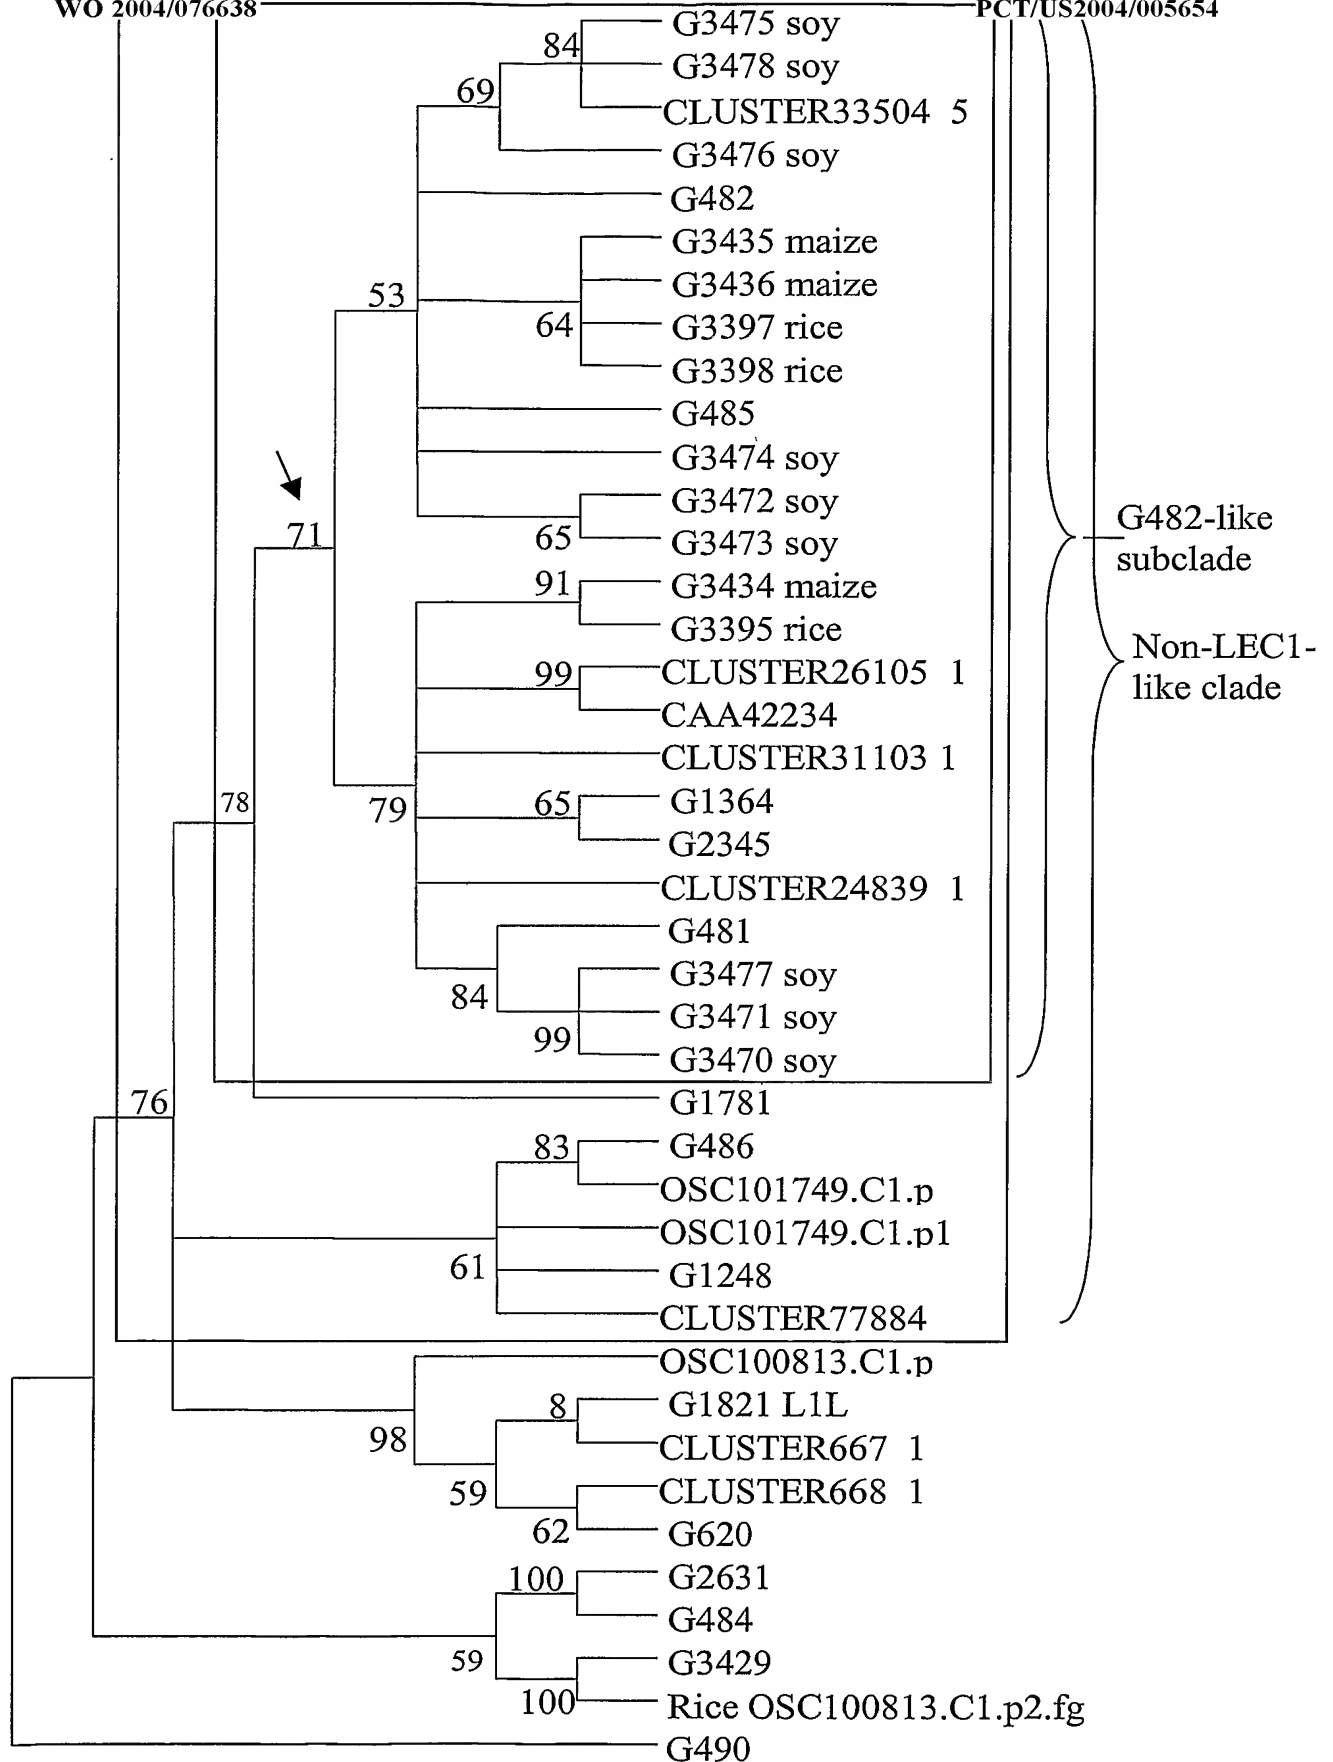 WO 2004/076638 PCT/US2004/005654
G3475 soy
84
G3478 soy
69
CLUSTER33504 5
G3476 soy
G482
G3435 maize
G3436 maize
53
64
G3397 rice
G3398 rice
G485
G3474 soy
G3472 soy
71
65
G3473 soy
G482-like
subclade
91
G3434 maize
G3395 rice
Non-LEC1-
like clade
99
CLUSTER26105 1
CAA42234
CLUSTER31103 1
78
79
65
G1364
G2345
CLUSTER24839 1
G481
G3477 soy
84
G3471 soy
99
G3470 soy
76
G1781
83
G486
OSC101749.C1.p
OSC101749.C1.p1
61
G1248
CLUSTER77884
OSC100813.C1.p
8
G1821 L1L
98
CLUSTER667 1
59
CLUSTER668 1
62
G620
100
G2631
G484
59
G3429
100
Rice OSC100813.C1.p2.fg
G490